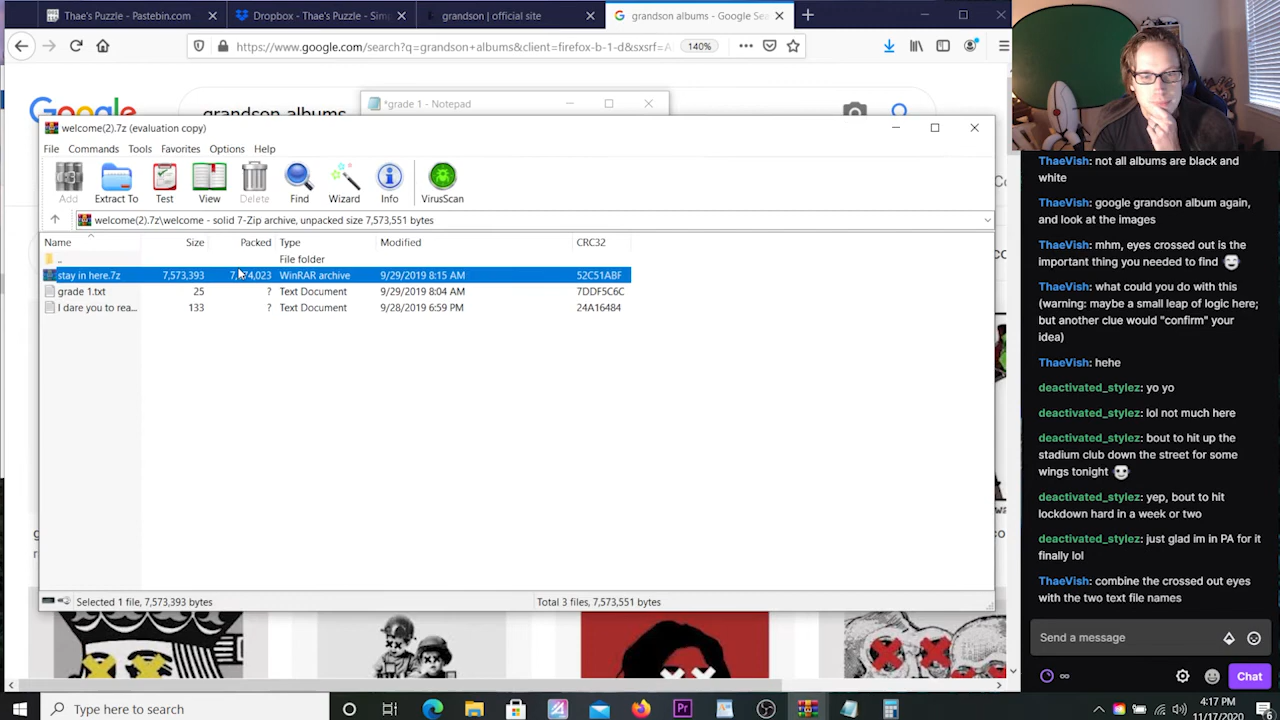 Thae's Puzzle - Pastebin.com
Dropbox - Thae's Puzzle - Sim
grandson | official site
grandson albums - Google Sea
https://www.google.com/search?q=grandson+albums&client=firefox-b-1-d&sxsrf=A
140%
Google
grandson albums
*grade 1 - Notepad
welcome(2).7z (evaluation copy)
File Commands Tools Favorites Options Help
Add Extract To Test View Delete Find Wizard Info VirusScan
welcome(2).7z\welcome - solid 7-Zip archive, unpacked size 7,573,551 bytes
Name Size Packed Type Modified CRC32
.. File folder
stay in here.7z 7,573,393 WinRAR archive 9/29/2019 8:15 AM 52C51ABF
grade 1.txt 25 ? Text Document 9/29/2019 8:04 AM 7DDF5C6C
I dare you to rea... 133 ? Text Document 9/28/2019 6:59 PM 24A16484
Selected 1 file, 7,573,393 bytes
Total 3 files, 7,573,551 bytes
Type here to search
4:17 PM
11/17/2020
ThaeVish: not all albums are black and
white
ThaeVish: google grandson album again,
and look at the images
ThaeVish: mhm, eyes crossed out is the
important thing you needed to find
ThaeVish: what could you do with this
(warning: maybe a small leap of logic here;
but another clue would "confirm" your
idea)
ThaeVish: hehe
deactivated_stylez: yo yo
deactivated_stylez: lol not much here
deactivated_stylez: bout to hit up the
stadium club down the street for some
wings tonight
deactivated_stylez: yep, bout to hit
lockdown hard in a week or two
deactivated_stylez: just glad im in PA for it
finally lol
ThaeVish: combine the crossed out eyes
with the two text file names
Send a message
Chat